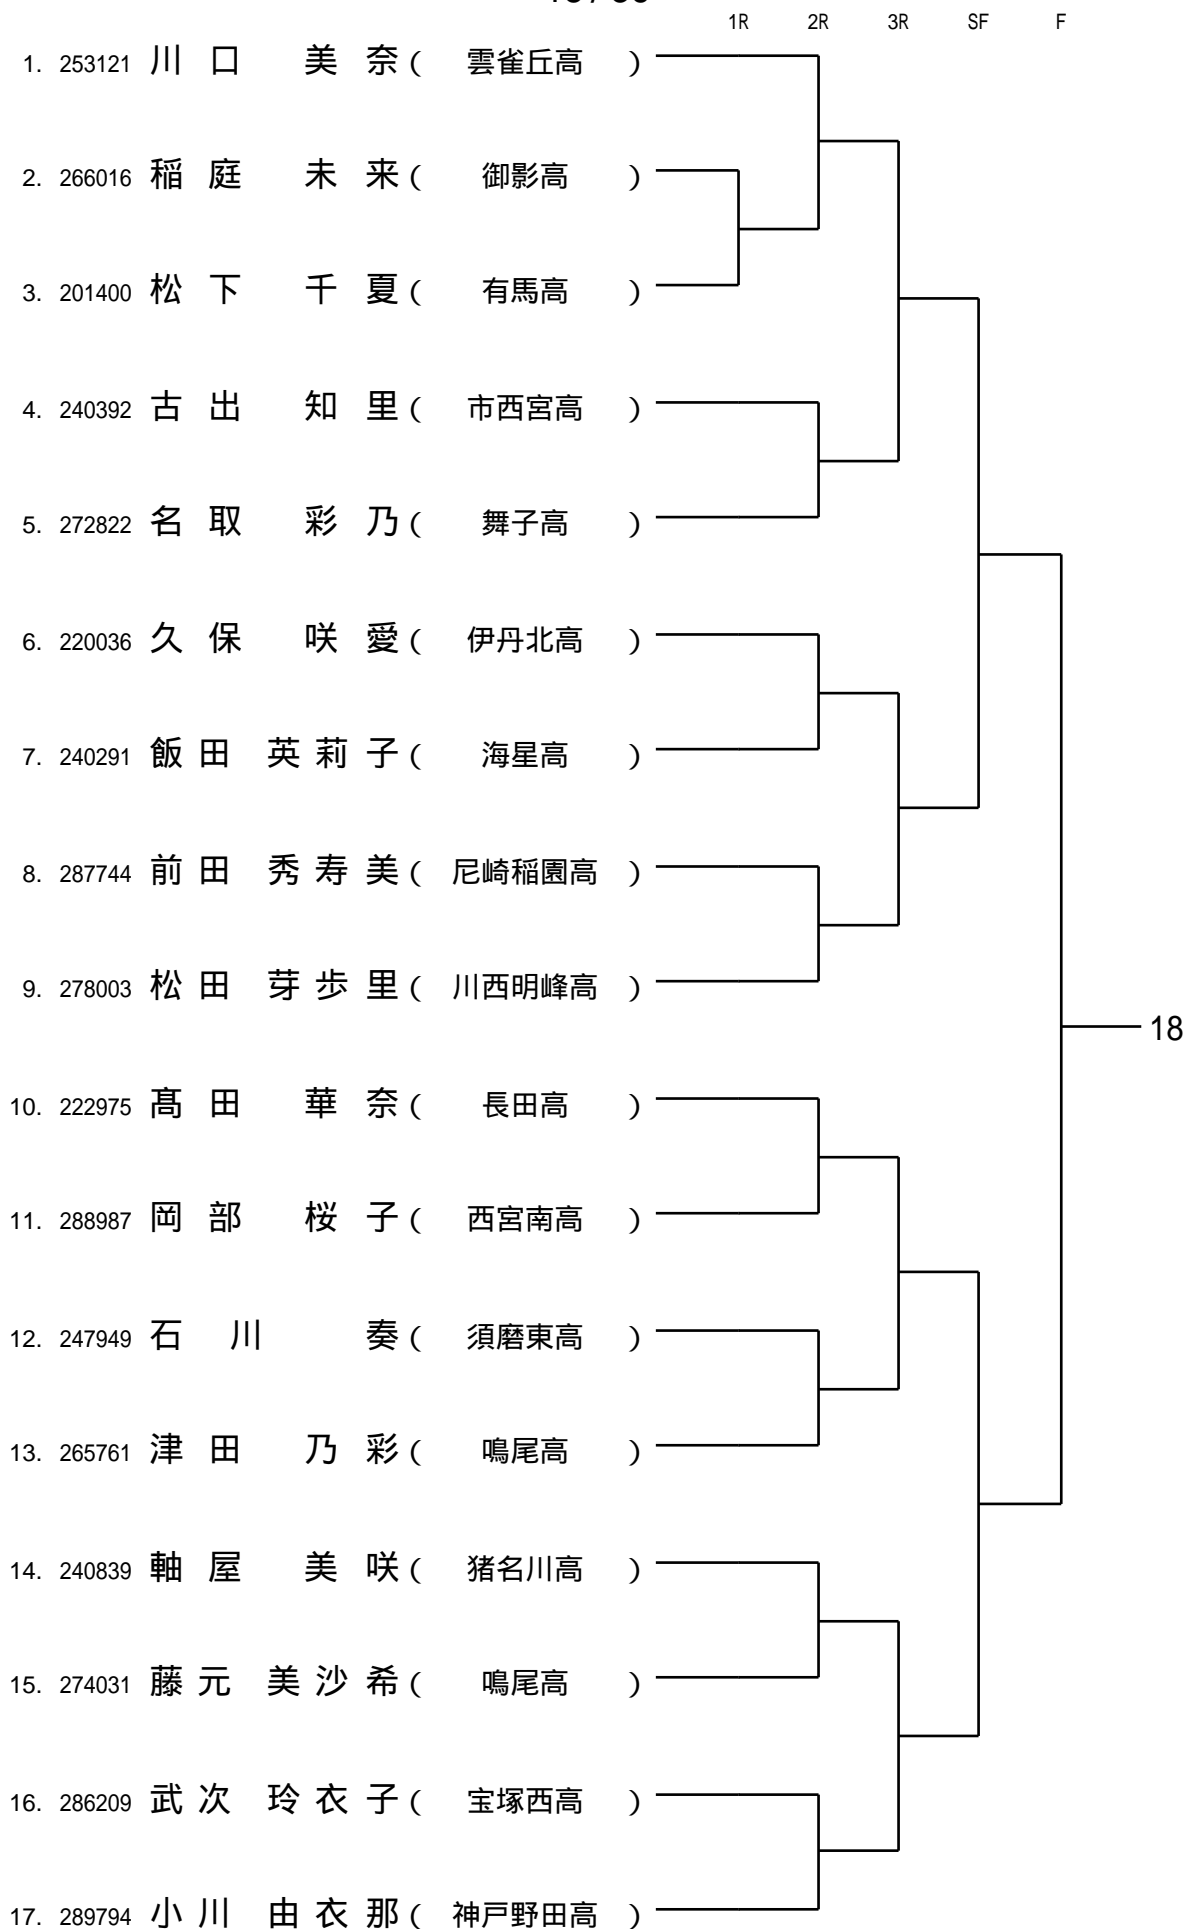 1R 2R 3R SF F
1. 253121 川口 美奈 ( 雲雀丘高 )
2. 266016 稲庭 未来 ( 御影高 )
3. 201400 松下 千夏 ( 有馬高 )
4. 240392 古出 知里 ( 市西宮高 )
5. 272822 名取 彩乃 ( 舞子高 )
6. 220036 久保 咲愛 ( 伊丹北高 )
7. 240291 飯田 英莉子 ( 海星高 )
8. 287744 前田 秀寿美 ( 尼崎稲園高 )
9. 278003 松田 芽歩里 ( 川西明峰高 )
18
10. 222975 髙田 華奈 ( 長田高 )
11. 288987 岡部 桜子 ( 西宮南高 )
12. 247949 石川 奏 ( 須磨東高 )
13. 265761 津田 乃彩 ( 鳴尾高 )
14. 240839 軸屋 美咲 ( 猪名川高 )
15. 274031 藤元 美沙希 ( 鳴尾高 )
16. 286209 武次 玲衣子 ( 宝塚西高 )
17. 289794 小川 由衣那 ( 神戸野田高 )